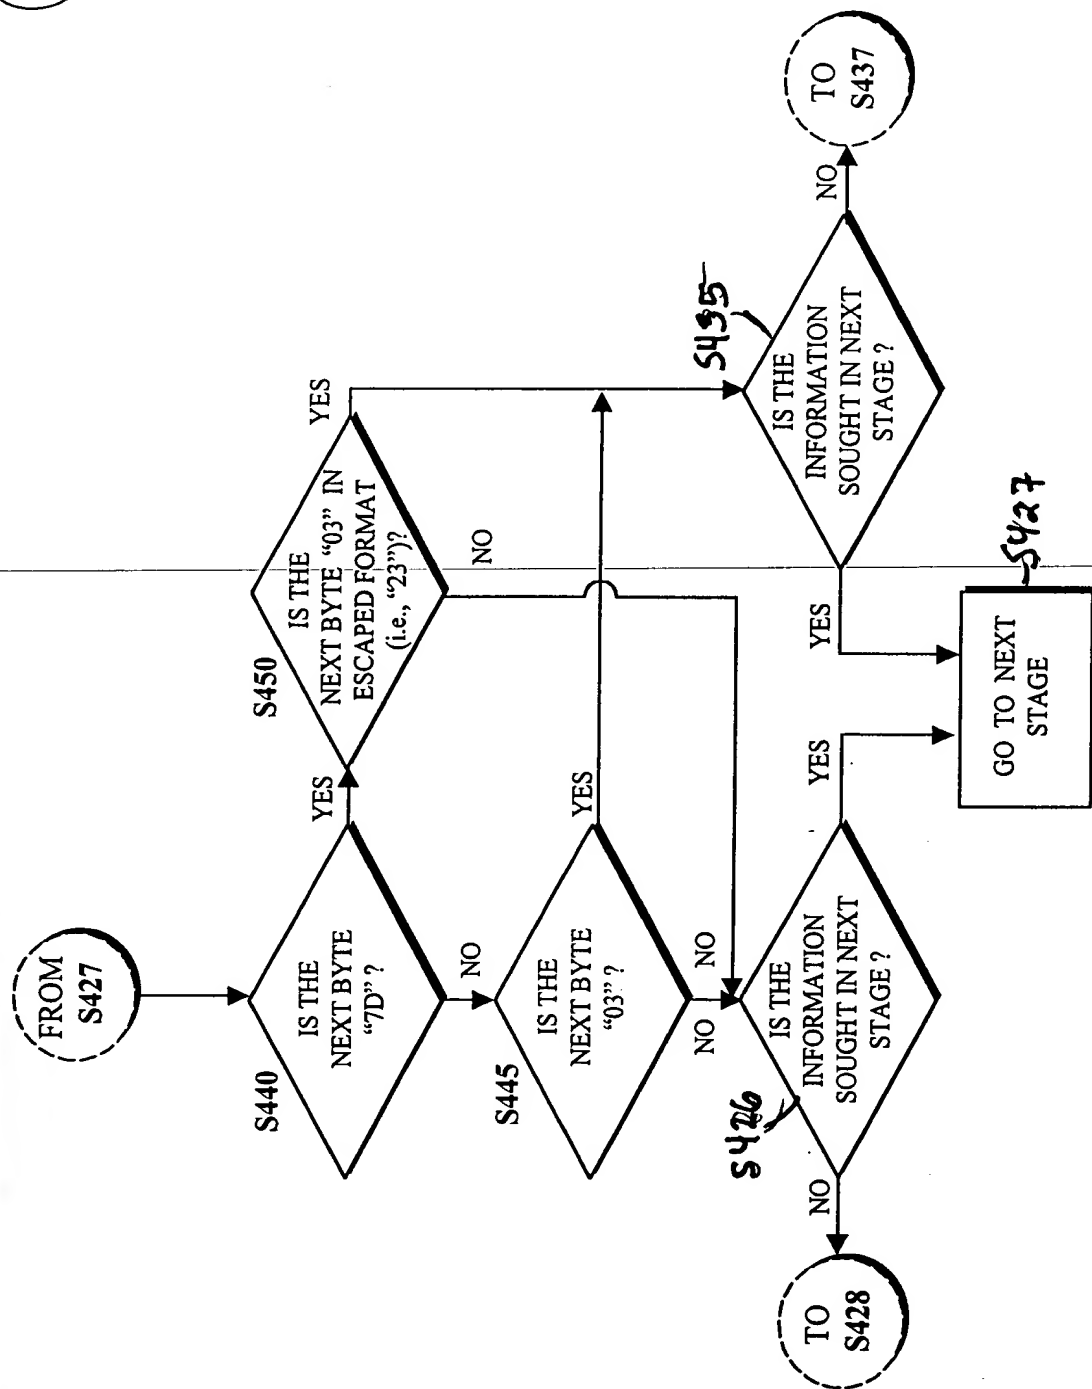 FROM
S427
S440
IS THE
NEXT BYTE
“7D” ?
YES
NO
S450
IS THE
NEXT BYTE “03” IN
ESCAPED FORMAT
(i.e., “23”)?
YES
NO
S445
IS THE
NEXT BYTE
“03” ?
YES
NO
NO
S426
IS THE
INFORMATION
SOUGHT IN NEXT
STAGE ?
NO
YES
TO
S428
S435
IS THE
INFORMATION
SOUGHT IN NEXT
STAGE ?
YES
NO
TO
S437
GO TO NEXT
STAGE
S427